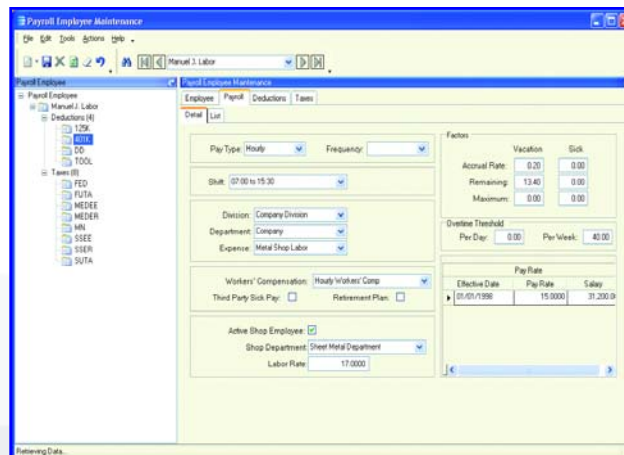 Payroll Employee Maintenance
File Edit Tools Actions Help
Manuel J. Labor
Payroll Employee
Payroll Employee
Manuel J. Labor
Deductions (4)
125K
401K
DD
TOOL
Taxes (8)
FED
FUTA
MEDEE
MEDER
MN
SSEE
SSER
SUTA
Payroll Employee Maintenance
Employee Payroll Deductions Taxes
Detail List
Pay Type: Hourly Frequency:
Shift: 07:00 to 15:30
Division: Company Division
Department: Company
Expense: Metal Shop Labor
Workers' Compensation: Hourly Workers' Comp
Third Party Sick Pay: Retirement Plan:
Active Shop Employee:
Shop Department: Sheet Metal Department
Labor Rate: 17.0000
Factors
Vacation Sick
Accrual Rate: 0.20 0.00
Remaining: 13.40 0.00
Maximum: 0.00 0.00
Overtime Threshold
Per Day: 0.00 Per Week: 40.00
Pay Rate
Effective Date Pay Rate Salary
01/01/1998 15.0000 31,200.0
Retrieving Data...